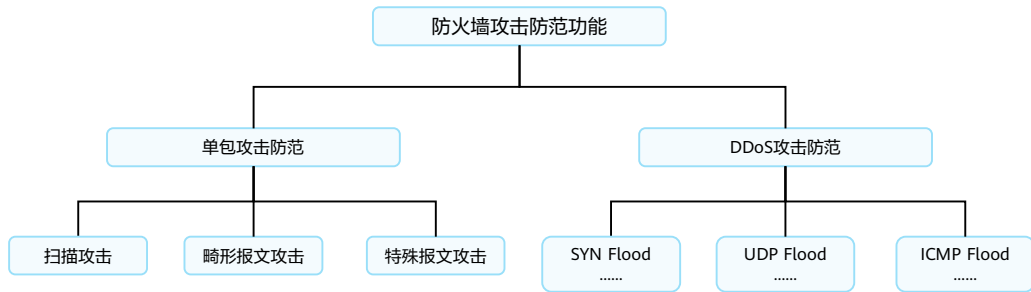 防火墙攻击防范功能
单包攻击防范
DDoS攻击防范
扫描攻击
畸形报文攻击
特殊报文攻击
SYN Flood
......
UDP Flood
......
ICMP Flood
......